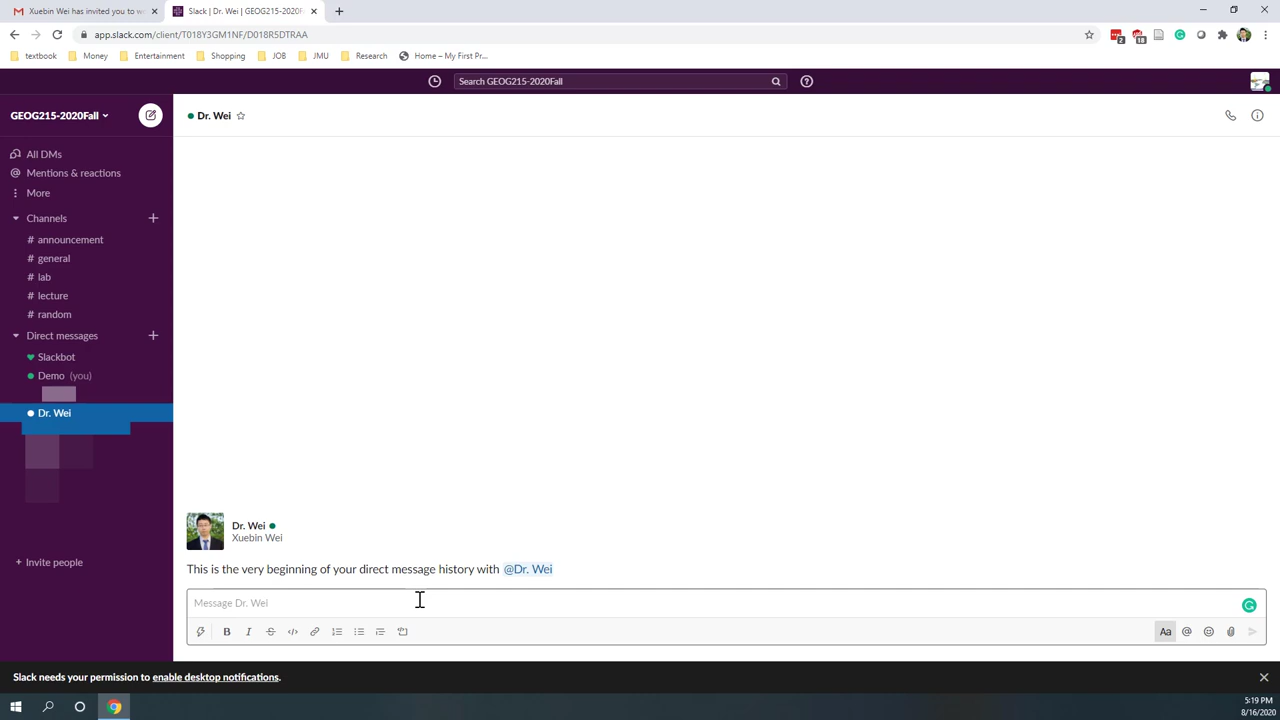 Xuebin Wei has invited you to w
Slack | Dr. Wei | GEOG215-2020F
app.slack.com/client/T018Y3GM1NF/D018R5DTRAA
2
18
textbook
Money
Entertainment
Shopping
JOB
JMU
Research
Home – My First Pr...
Search GEOG215-2020Fall
GEOG215-2020Fall
Dr. Wei
All DMs
Mentions & reactions
More
Channels
# announcement
# general
# lab
# lecture
# random
Direct messages
Slackbot
Demo (you)
Dr. Wei
Invite people
Dr. Wei
Xuebin Wei
This is the very beginning of your direct message history with @Dr. Wei
Message Dr. Wei
B
I
Aa
Slack needs your permission to enable desktop notifications.
5:19 PM
8/16/2020